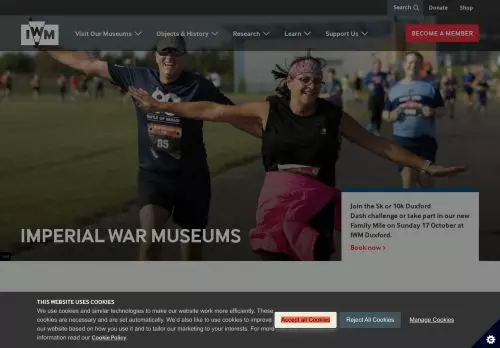 Search
Donate
Shop
IWM
Visit Our Museums
Objects & History
Research
Learn
Support Us
BECOME A MEMBER
85
IMPERIAL WAR MUSEUMS
Join the 5k or 10k Duxford
Dash challenge or take part in our new
Family Mile on Sunday 17 October at
IWM Duxford.
Book now ›
THIS WEBSITE USES COOKIES
We use cookies and similar technologies to make our website work more efficiently. These
cookies are necessary and are set automatically. We'd also like to use cookies to improve
our website based on how you use it and to tailor our marketing to your interests. For more
information read our Cookie Policy.
Accept all Cookies
Reject All Cookies
Manage Cookies